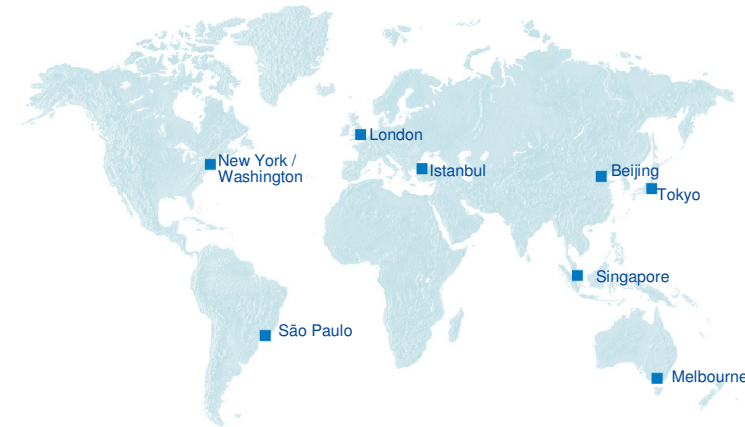 London
New York /
Washington
Istanbul
Beijing
Tokyo
Singapore
São Paulo
Melbourne